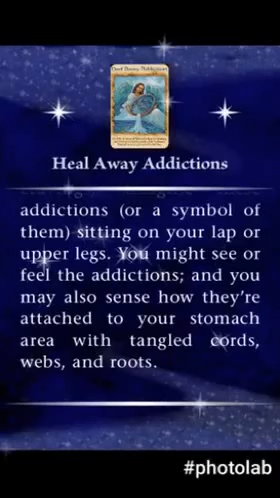 Heal Away Addictions
addictions (or a symbol of
them) sitting on your lap or
upper legs. You might see or
feel the addictions; and you
may also sense how they're
attached to your stomach
area with tangled cords,
webs, and roots.
#photolab